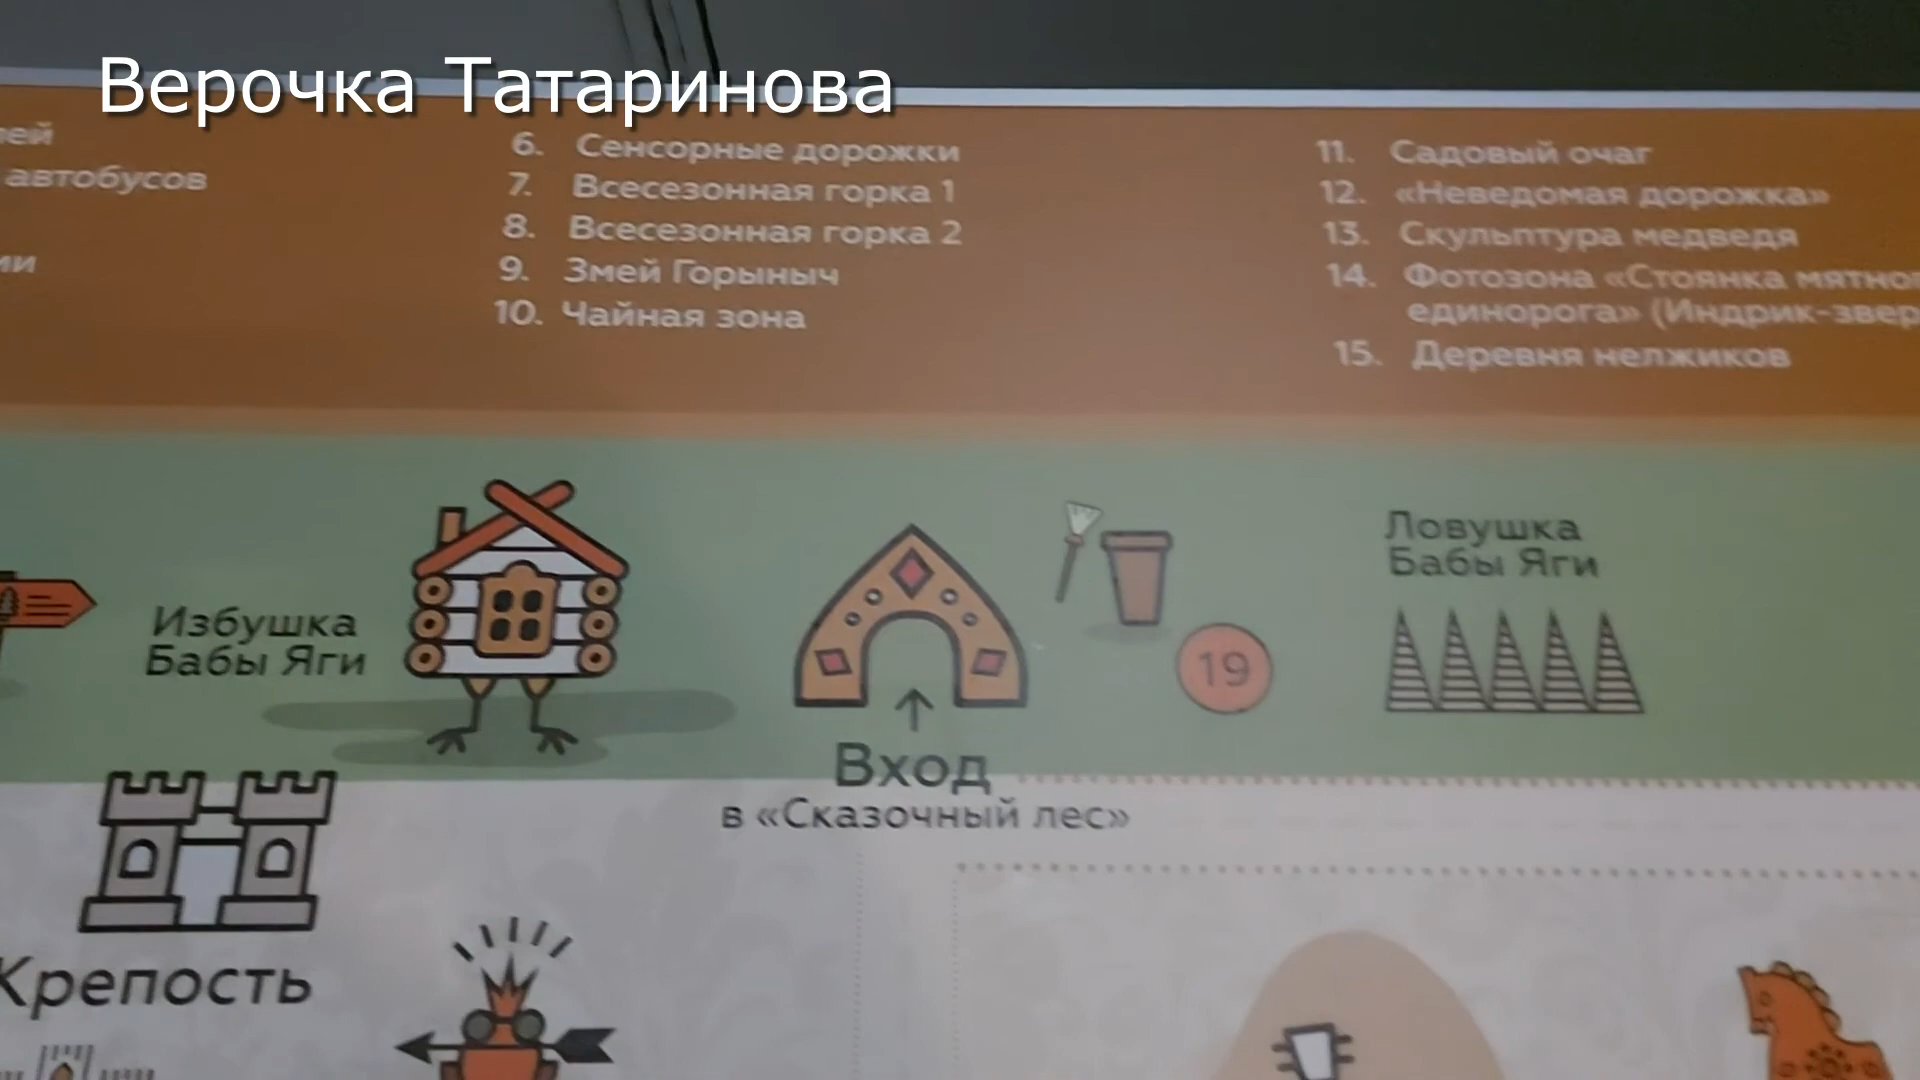 Верочка Татаринова
автобусов
6. Сенсорные дорожки
7. Всесезонная горка 1
8. Всесезонная горка 2
9. Змей Горыныч
10. Чайная зона
11. Садовый очаг
12. «Неведомая дорожка»
13. Скульптура медведя
14. Фотозона «Стоянка
единорога» (Индрик-звер
15. Деревня нелжиков
Избушка
Бабы Яги
Вход
в «Сказочный лес»
19
Ловушка
Бабы Яги
Крепость